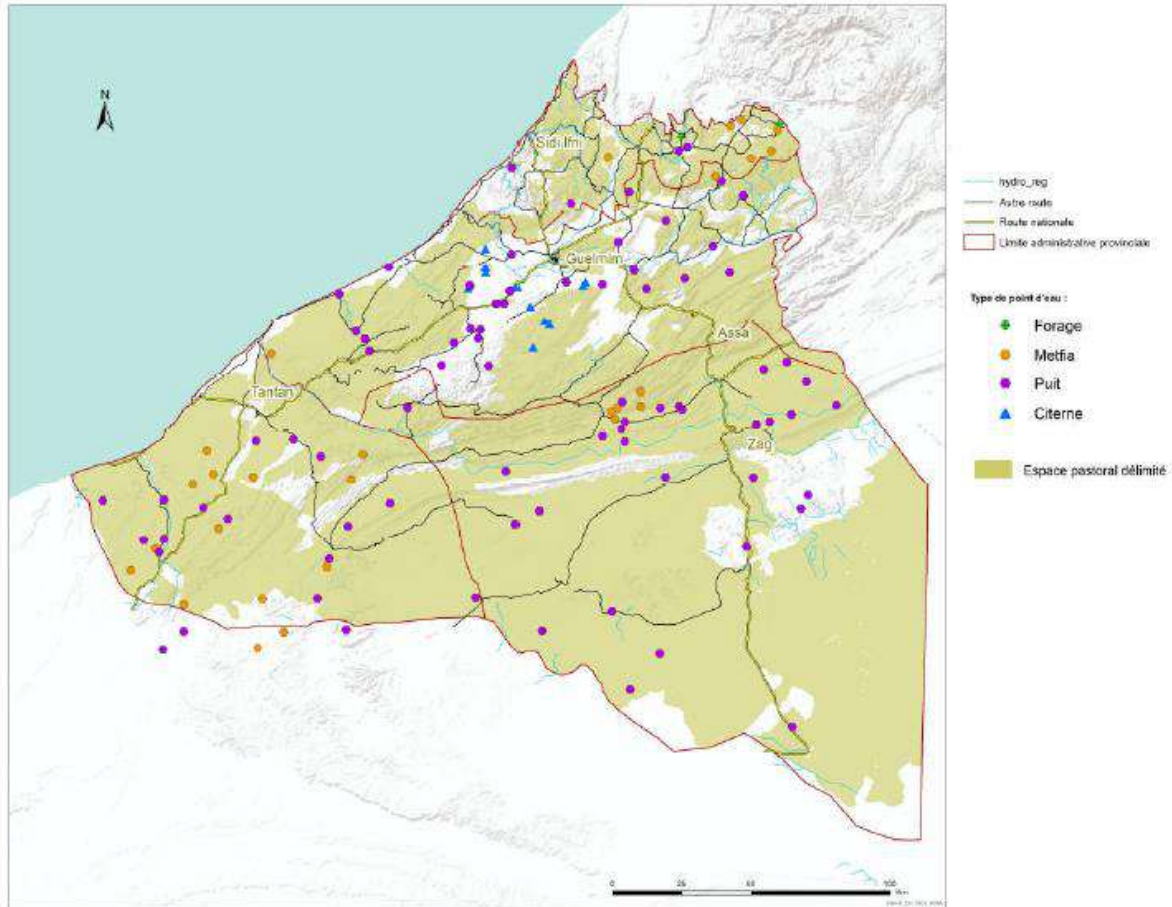 N
Sidi Ifni
Guelmim
Assa
Tantan
Zag
hydro_reg
Autre route
Route nationale
Limite administrative provinciale
Type de point d'eau :
Forage
Metfia
Puit
Citerne
Espace pastoral délimité
0 25 50 100
Km